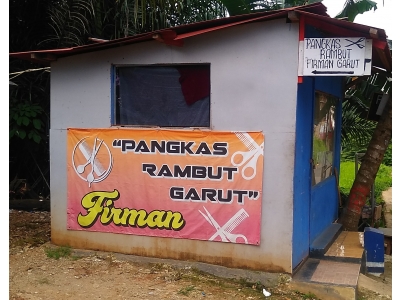 PANGKAS
RAMBUT
FIRMAN GARUT
"PANGKAS
RAMBUT
GARUT"
Firman